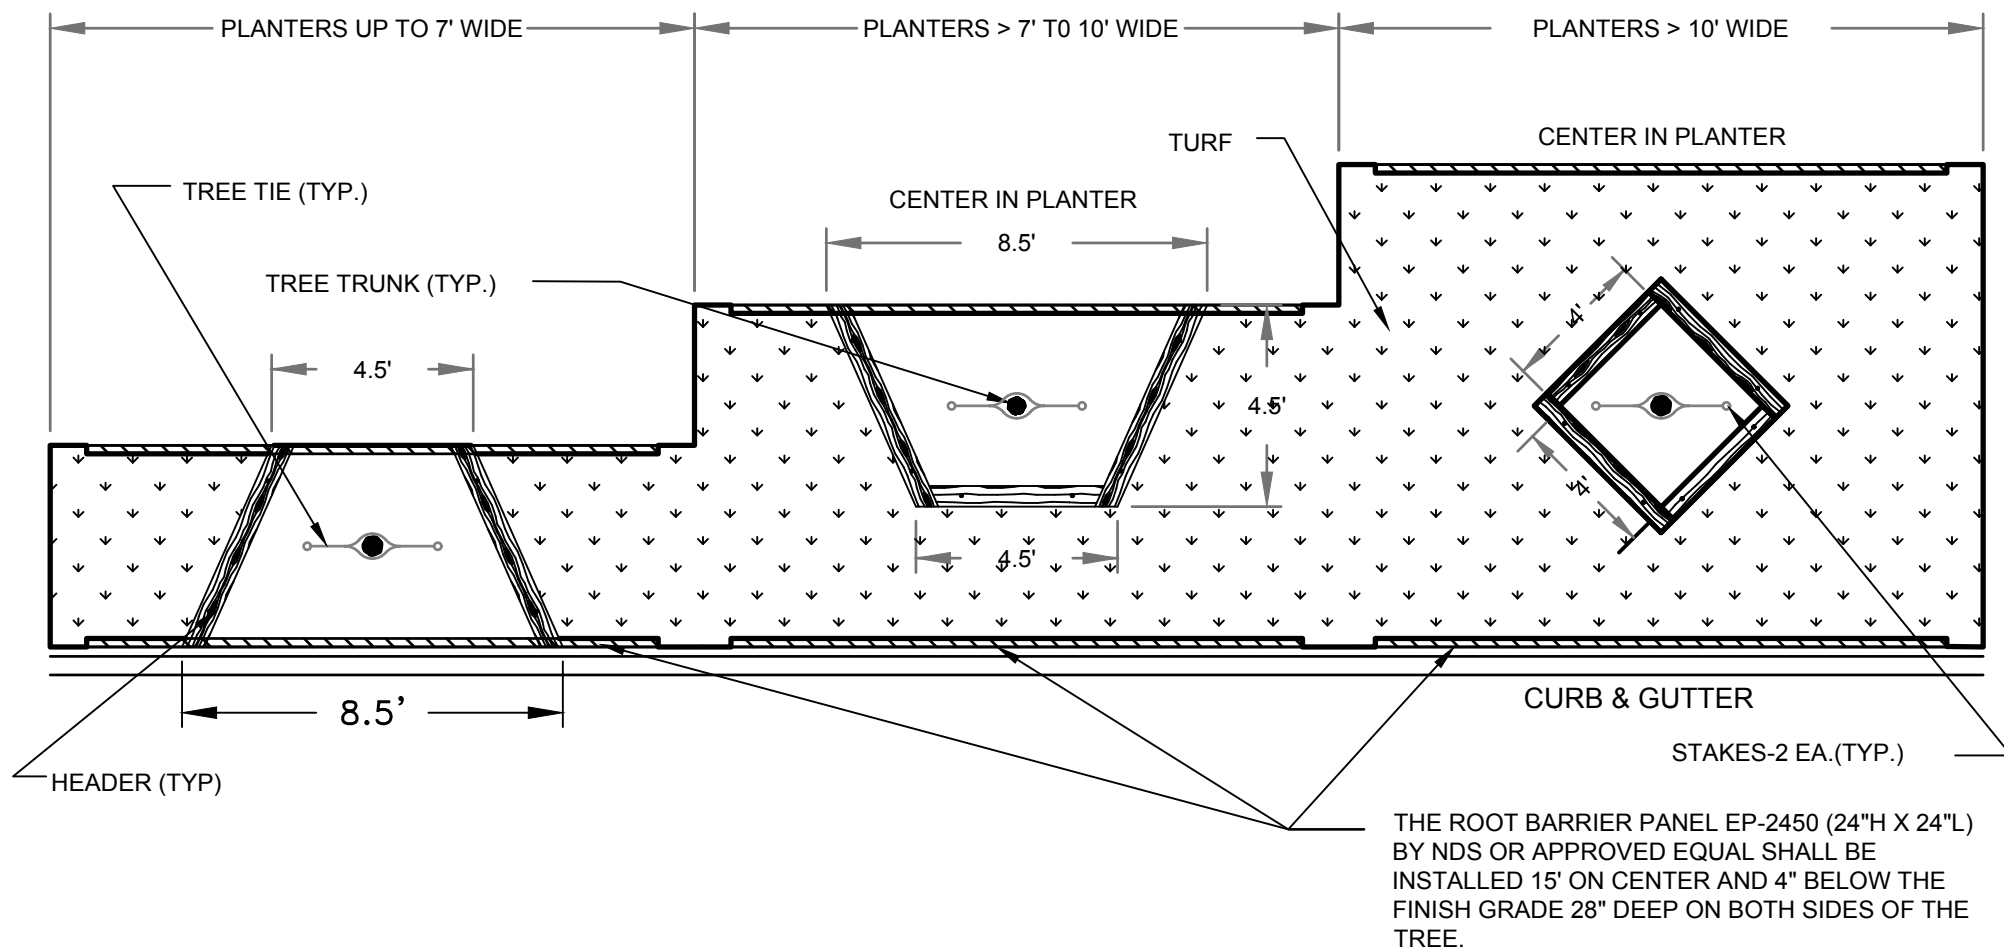 PLANTERS UP TO 7' WIDE
PLANTERS > 7' T0 10' WIDE
PLANTERS > 10' WIDE
TURF
CENTER IN PLANTER
TREE TIE (TYP.)
CENTER IN PLANTER
8.5'
TREE TRUNK (TYP.)
4'
4.5'
4.5'
4'
4.5'
8.5'
CURB & GUTTER
STAKES-2 EA.(TYP.)
HEADER (TYP)
THE ROOT BARRIER PANEL EP-2450 (24"H X 24"L)
BY NDS OR APPROVED EQUAL SHALL BE
INSTALLED 15' ON CENTER AND 4" BELOW THE
FINISH GRADE 28" DEEP ON BOTH SIDES OF THE
TREE.